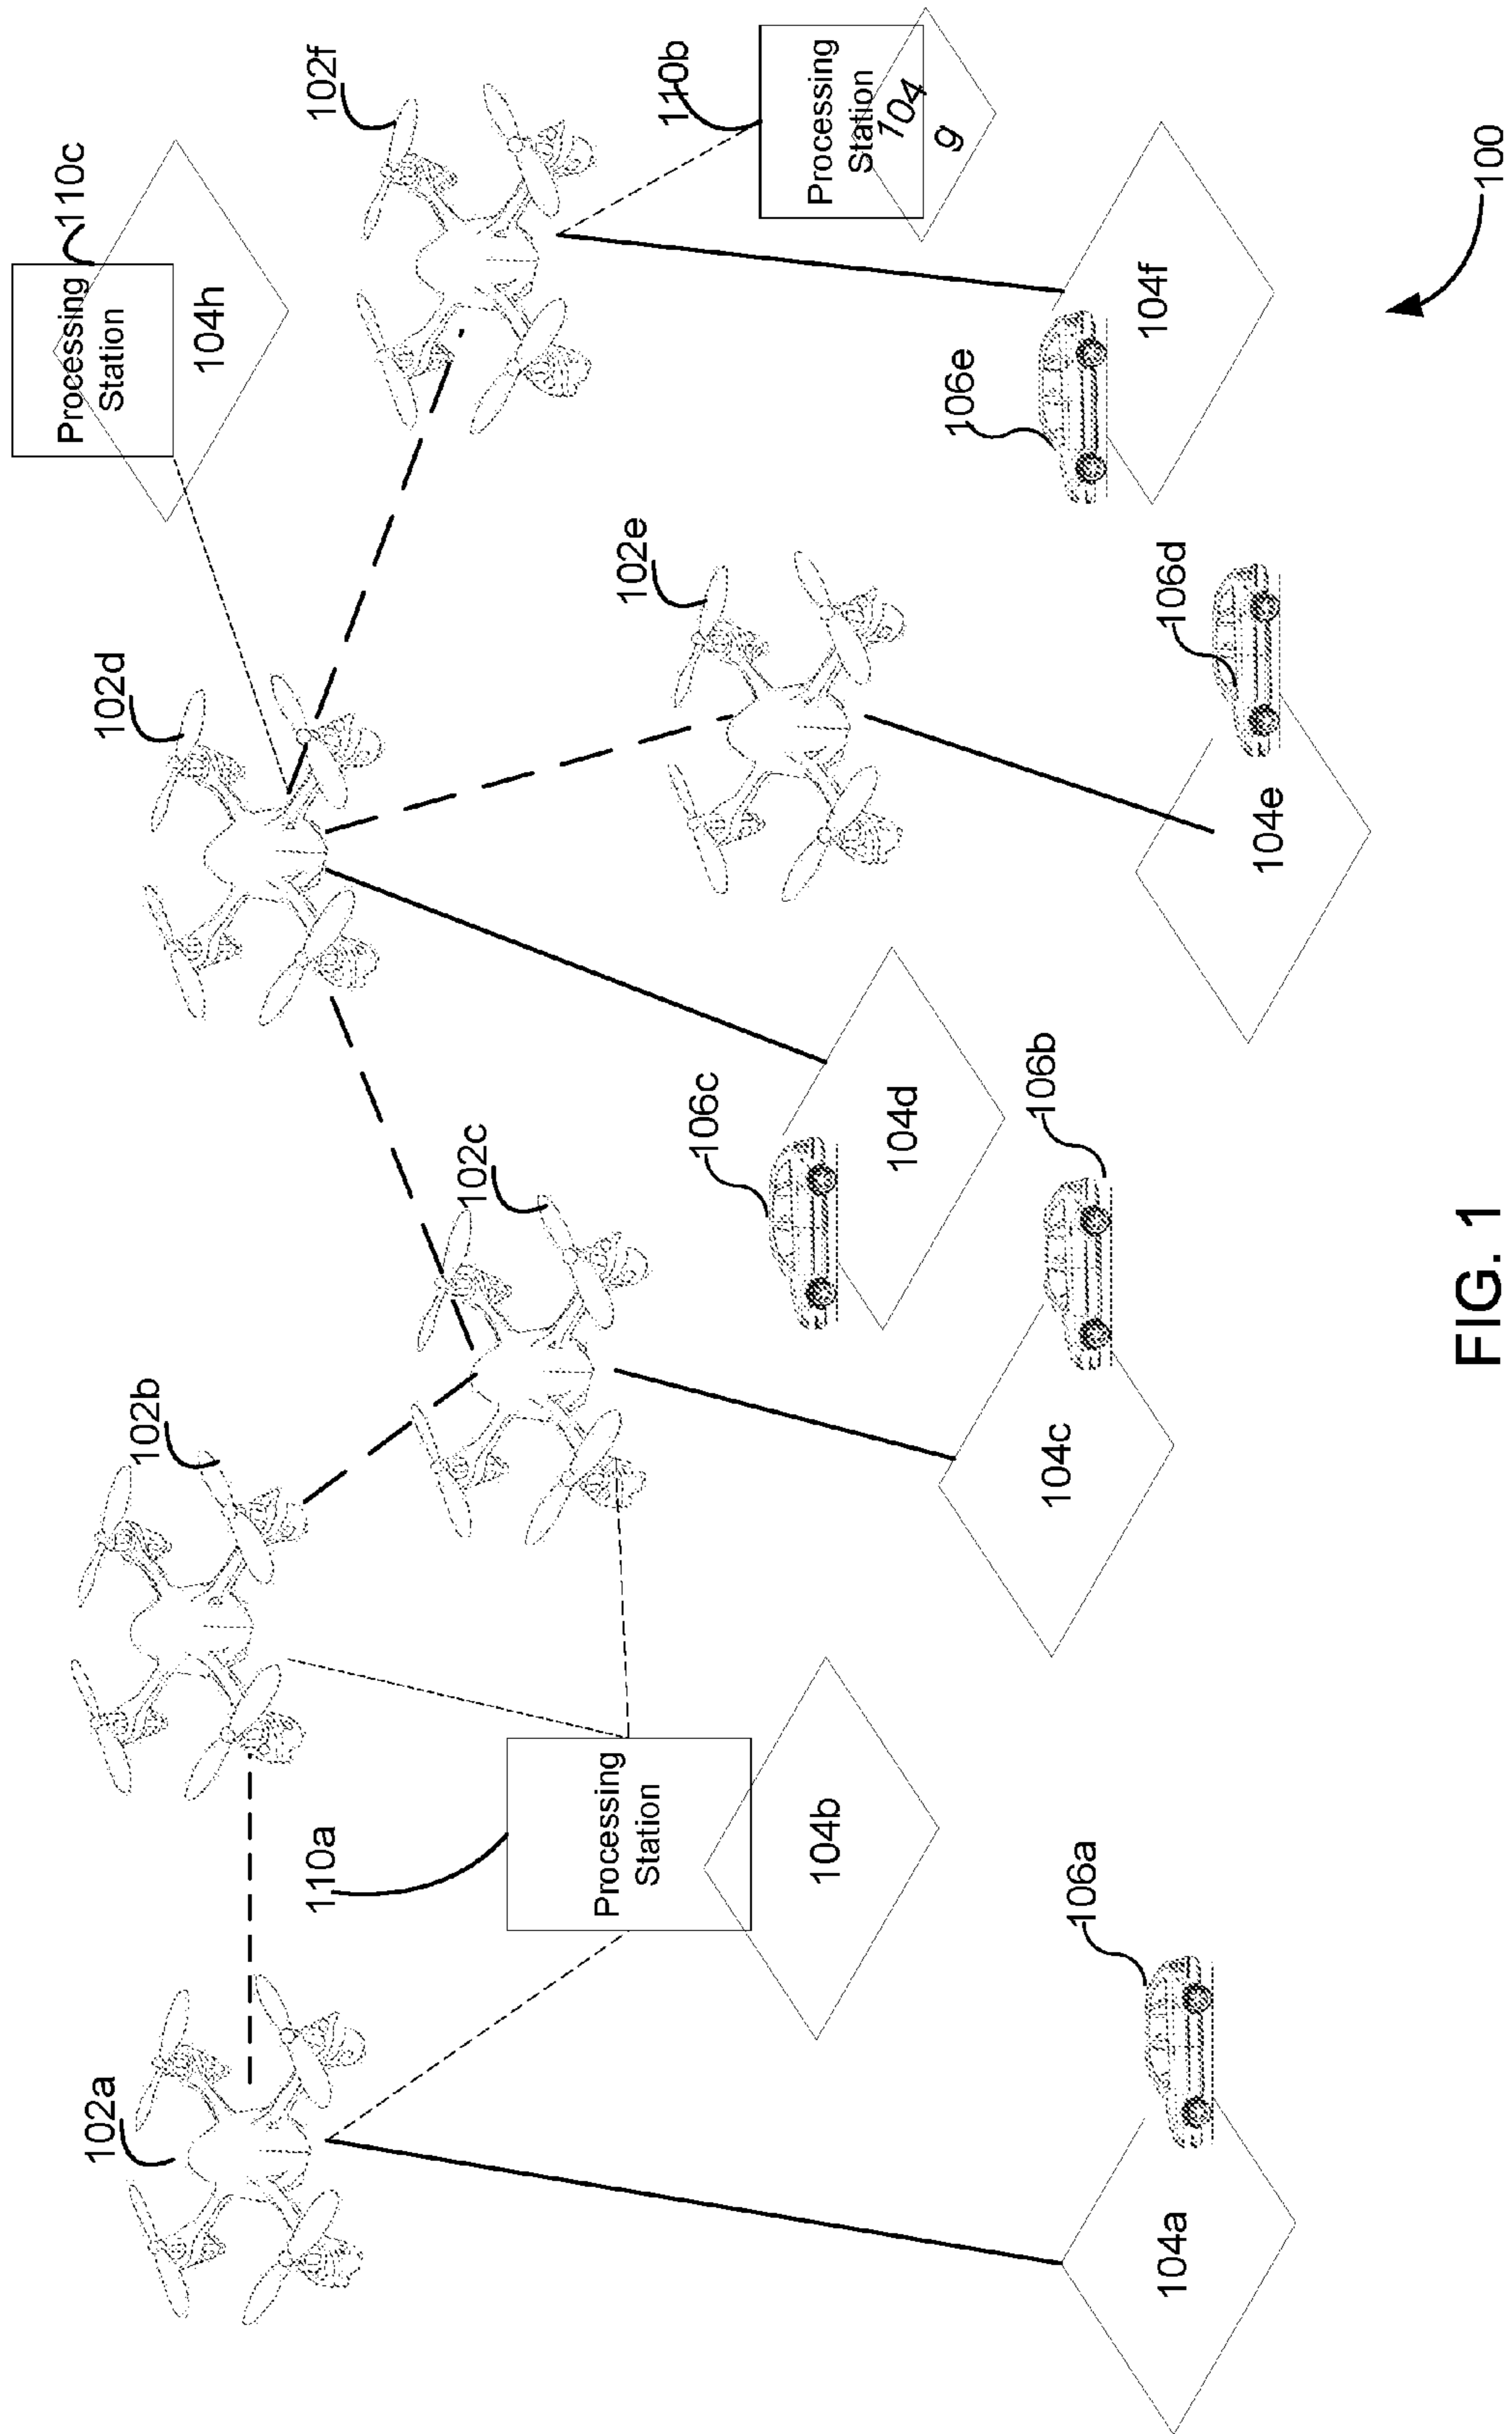 110c
Processing
Station
104h
102d
102f
102b
102a
102c
102e
110b
Processing
Station
104
g
110a
Processing
Station
104b
106c
104d
106e
104f
106b
104c
106d
104e
106a
104a
100
FIG. 1